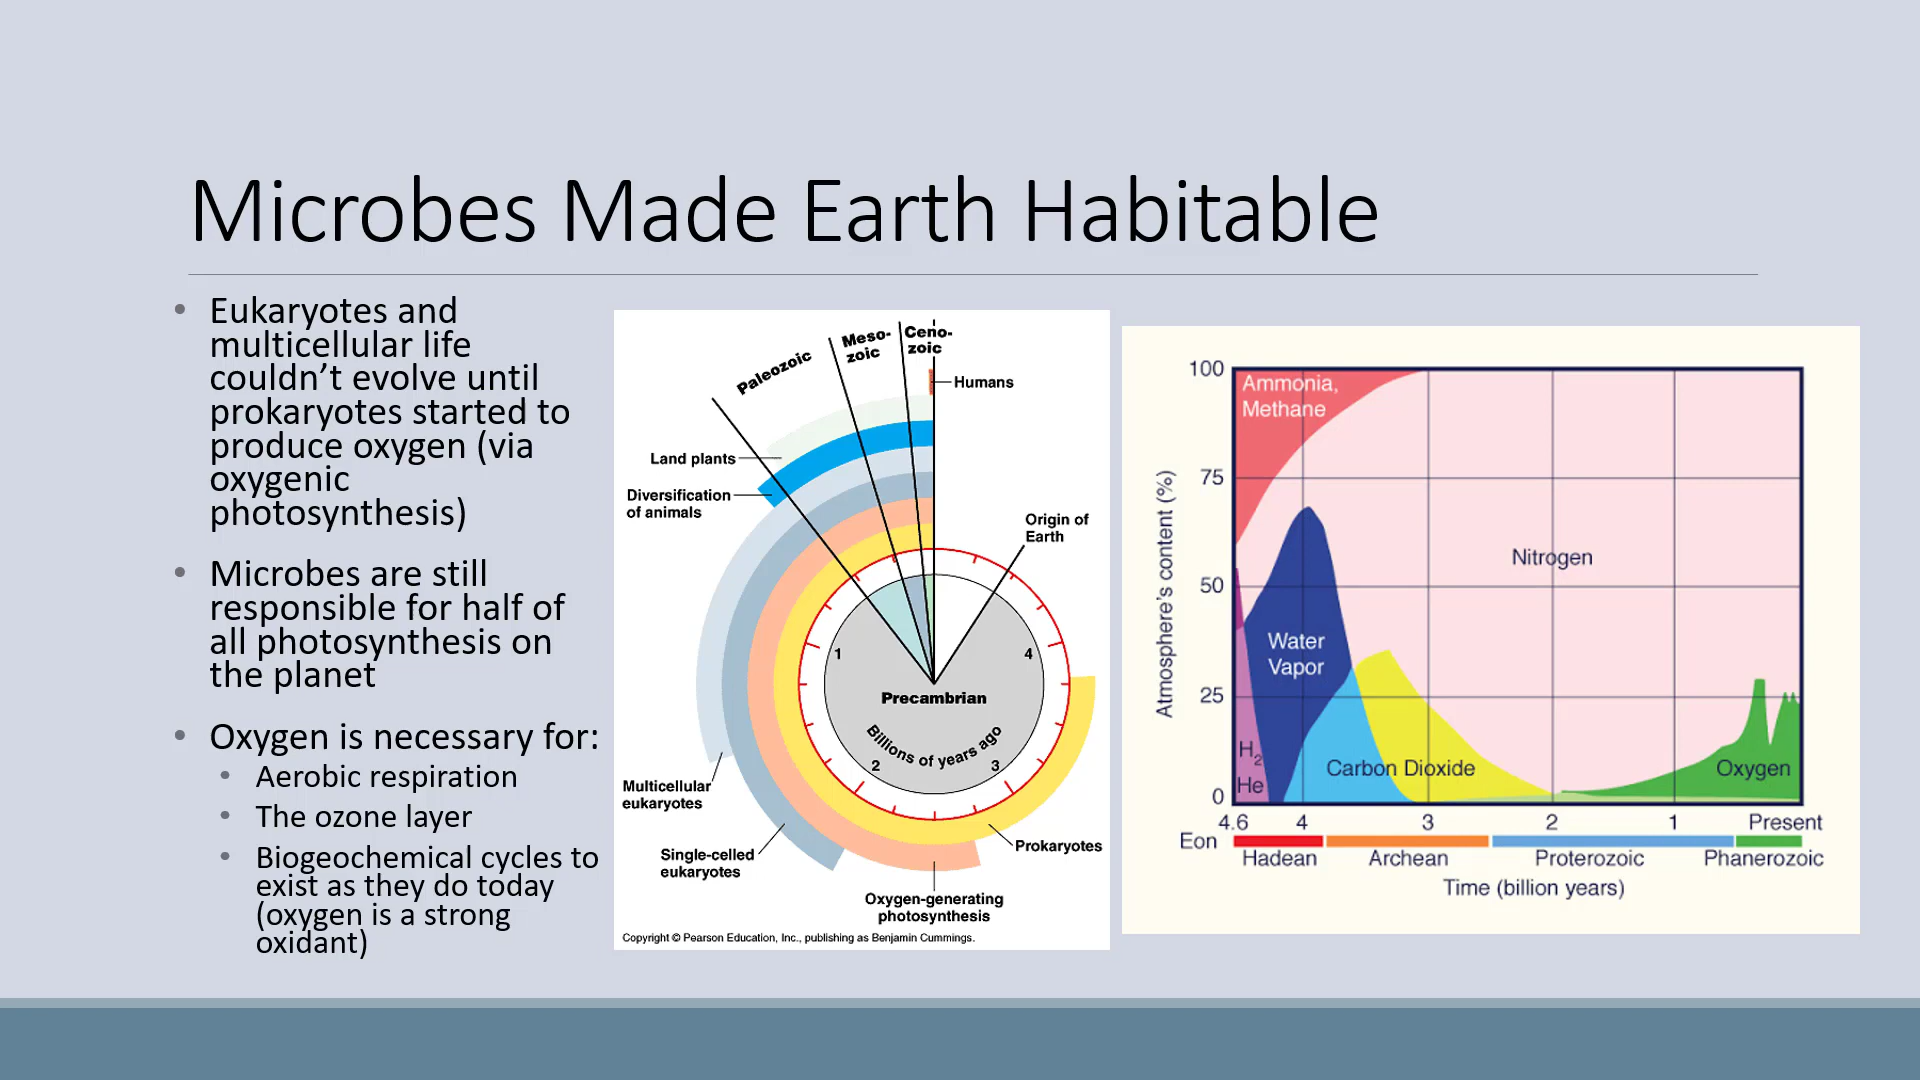 Microbes Made Earth Habitable
• Eukaryotes and
multicellular life
couldn’t evolve until
prokaryotes started to
produce oxygen (via
oxygenic
photosynthesis)
• Microbes are still
responsible for half of
all photosynthesis on
the planet
• Oxygen is necessary for:
• Aerobic respiration
• The ozone layer
• Biogeochemical cycles to
exist as they do today
(oxygen is a strong
oxidant)
Paleozoic
Meso-
zoic
Ceno-
zoic
Humans
Land plants
Diversification
of animals
Origin of
Earth
1
4
Precambrian
Billions of years ago
2
3
Multicellular
eukaryotes
Single-celled
eukaryotes
Prokaryotes
Oxygen-generating
photosynthesis
Copyright © Pearson Education, Inc., publishing as Benjamin Cummings.
Atmosphere’s content (%)
100
75
50
25
0
Ammonia,
Methane
Nitrogen
Water
Vapor
H2
He
Carbon Dioxide
Oxygen
4.6 4 3 2 1 Present
Eon
Hadean Archean Proterozoic Phanerozoic
Time (billion years)